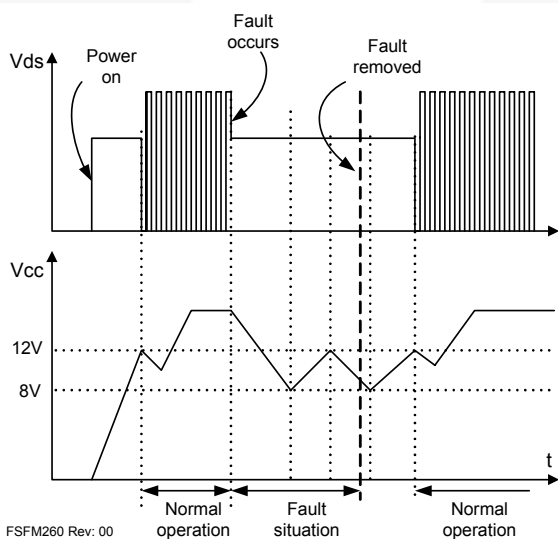 Fault
occurs
Power
on
Fault
removed
Vds
Vcc
12V
8V
t
Normal
operation
Fault
situation
Normal
operation
FSFM260 Rev: 00